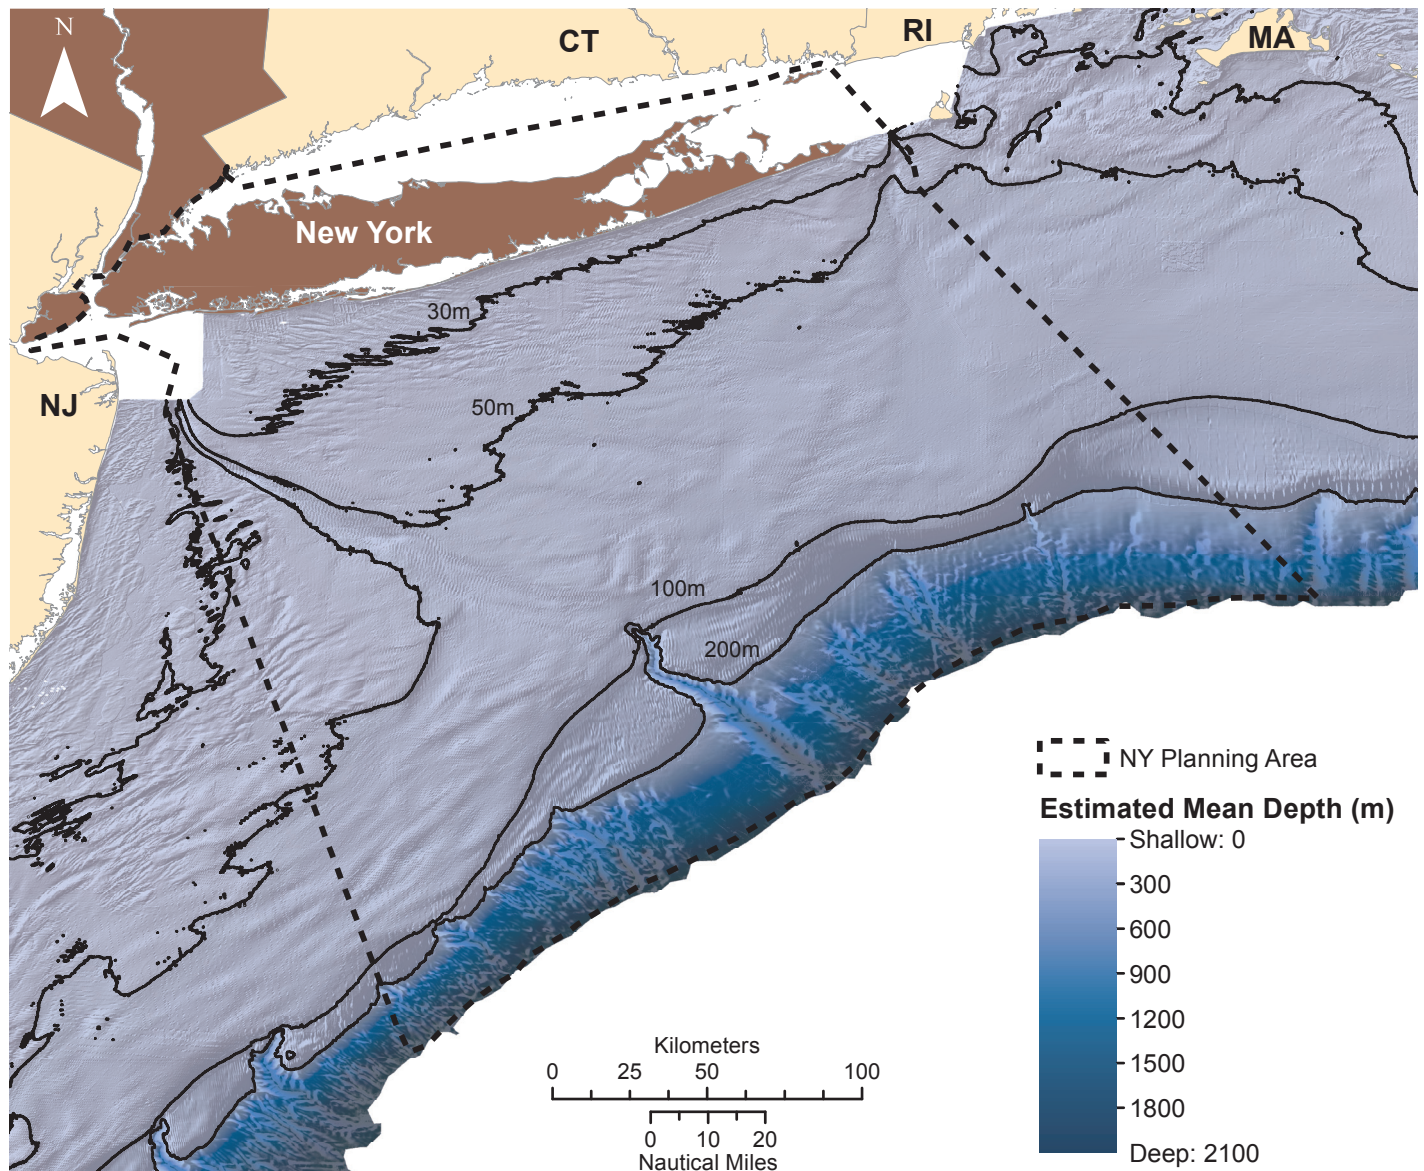 N
CT
RI
MA
New York
30m
NJ
50m
100m
200m
NY Planning Area
Estimated Mean Depth (m)
Shallow: 0
300
600
900
1200
1500
1800
Deep: 2100
Kilometers
0 25 50 100
0 10 20
Nautical Miles